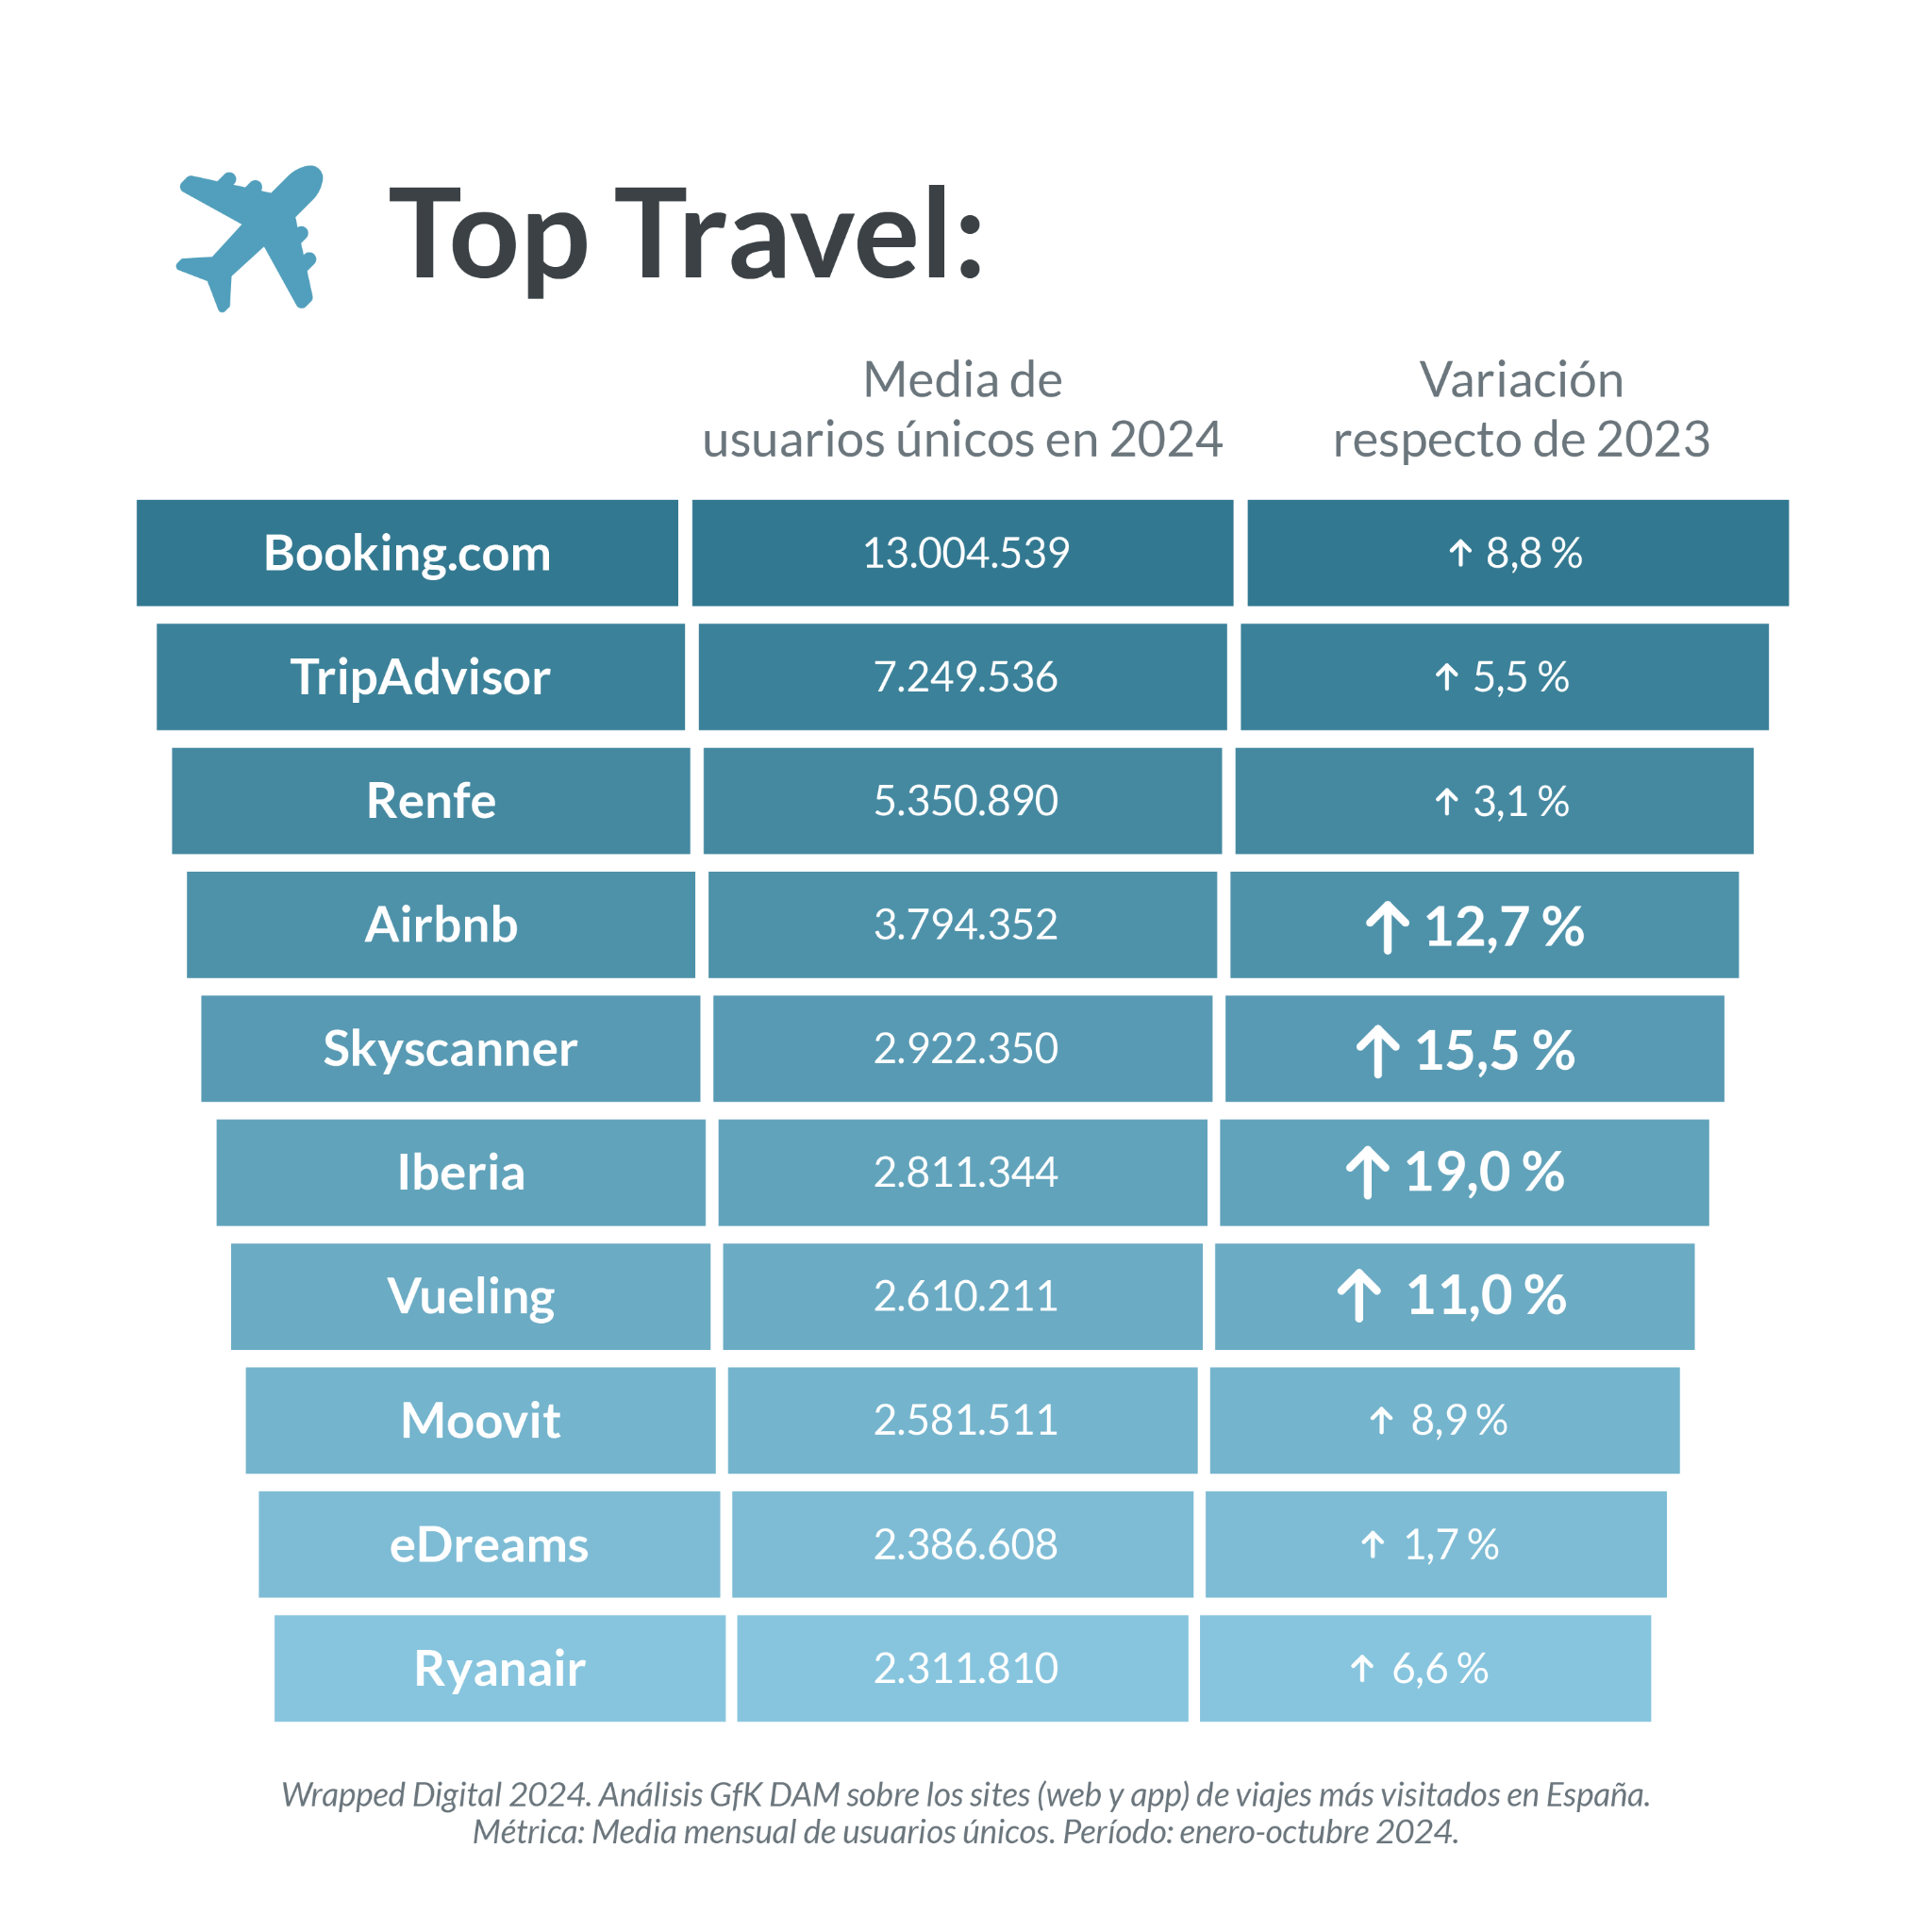 Top Travel:
Media de
usuarios únicos en 2024
Variación
respecto de 2023
Booking.com 13.004.539 ↑ 8,8 %
TripAdvisor 7.249.536 ↑ 5,5 %
Renfe 5.350.890 ↑ 3,1 %
Airbnb 3.794.352 ↑ 12,7 %
Skyscanner 2.922.350 ↑ 15,5 %
Iberia 2.811.344 ↑ 19,0 %
Vueling 2.610.211 ↑ 11,0 %
Moovit 2.581.511 ↑ 8,9 %
eDreams 2.386.608 ↑ 1,7 %
Ryanair 2.311.810 ↑ 6,6 %
Wrapped Digital 2024. Análisis GfK DAM sobre los sites (web y app) de viajes más visitados en España.
Métrica: Media mensual de usuarios únicos. Período: enero-octubre 2024.